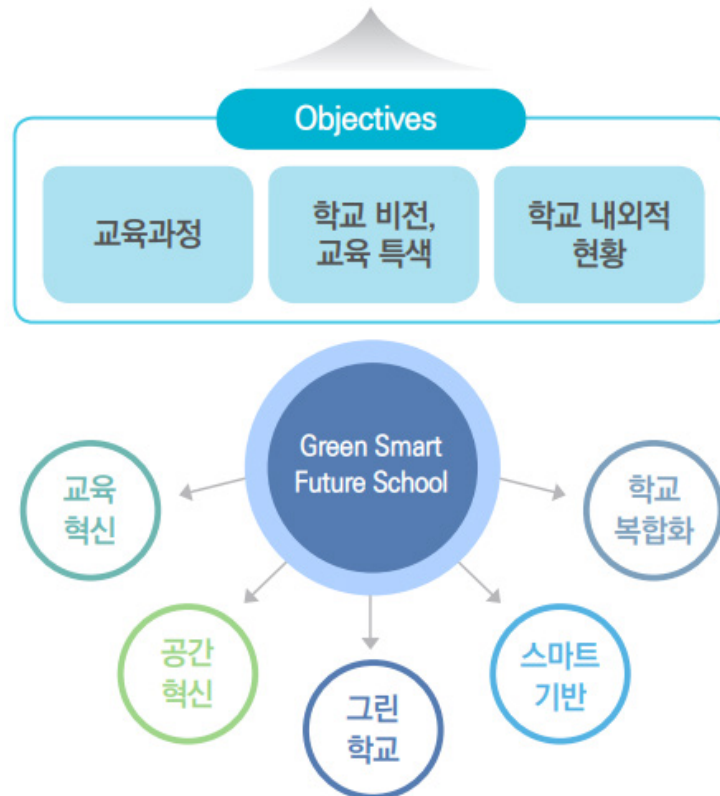 Objectives
교육과정
학교 비전,
교육 특색
학교 내외적
현황
Green Smart
Future School
교육
혁신
학교
복합화
공간
혁신
스마트
기반
그린
학교